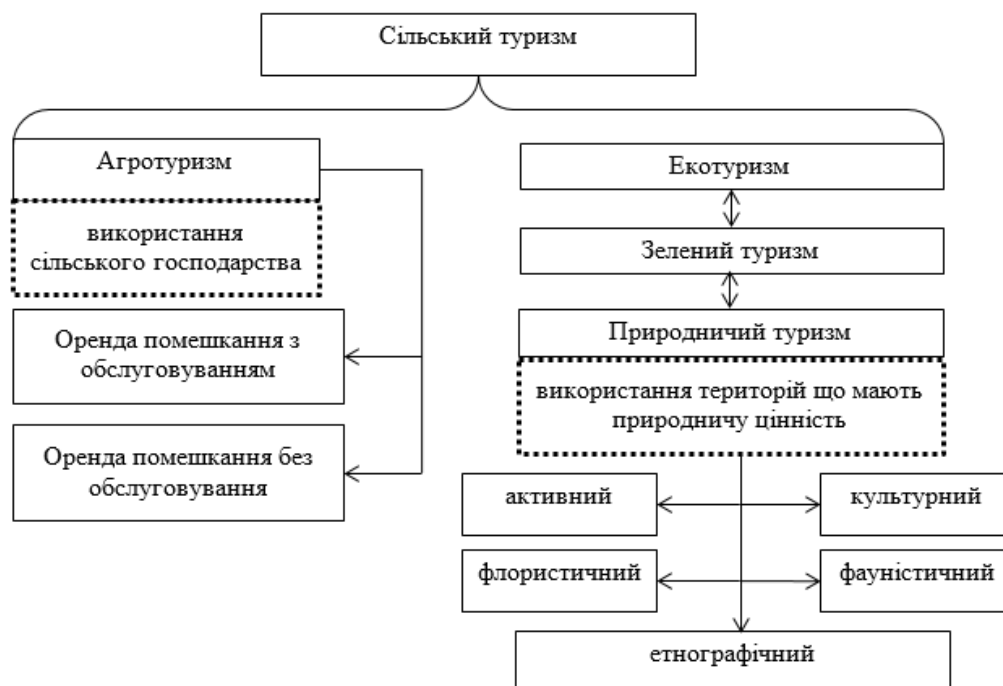 Сільський туризм
Агротуризм
використання
сільського господарства
Оренда помешкання з
обслуговуванням
Оренда помешкання без
обслуговування
Екотуризм
Зелений туризм
Природничий туризм
використання територій що мають
природничу цінність
активний
культурний
флористичний
фауністичний
етнографічний